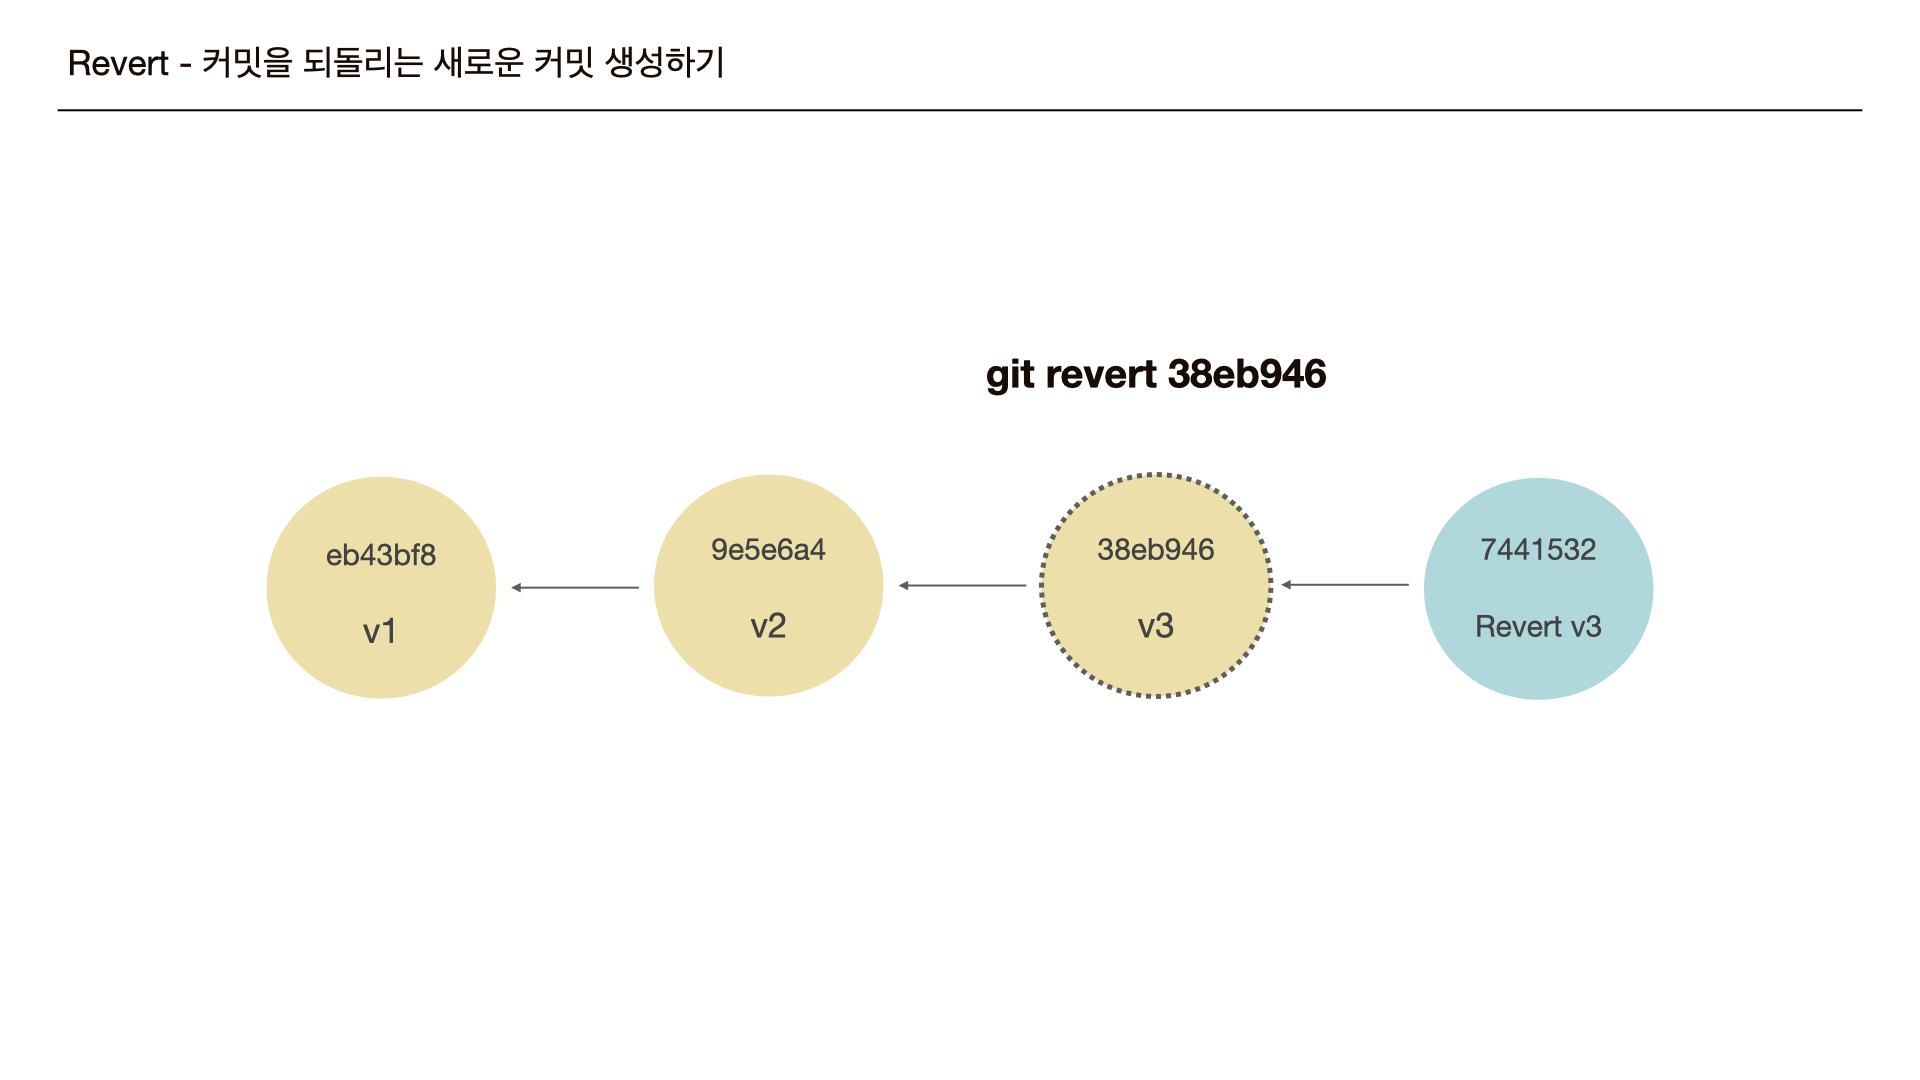 Revert - 커밋을 되돌리는 새로운 커밋 생성하기
git revert 38eb946
eb43bf8
v1
9e5e6a4
v2
38eb946
v3
7441532
Revert v3